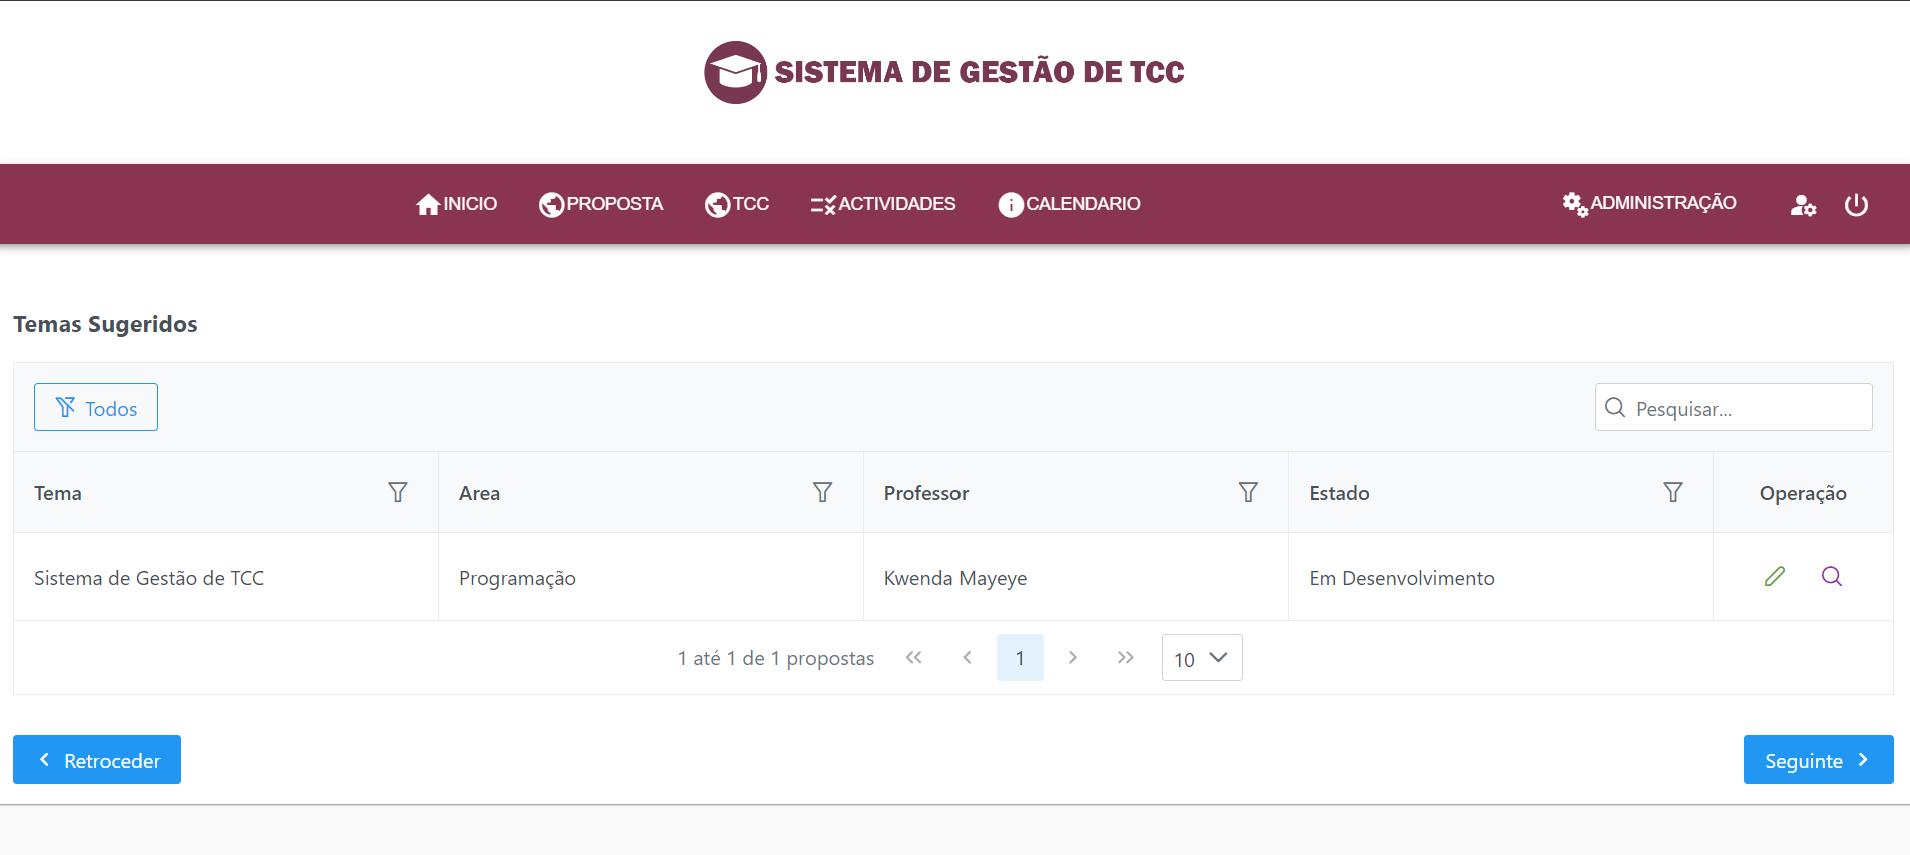 SISTEMA DE GESTÃO DE TCC
INICIO PROPOSTA TCC ACTIVIDADES CALENDARIO ADMINISTRAÇÃO
Temas Sugeridos
Todos Pesquisar...
Tema Area Professor Estado Operação
Sistema de Gestão de TCC Programação Kwenda Mayeye Em Desenvolvimento
1 até 1 de 1 propostas 1 10
Retroceder Seguinte